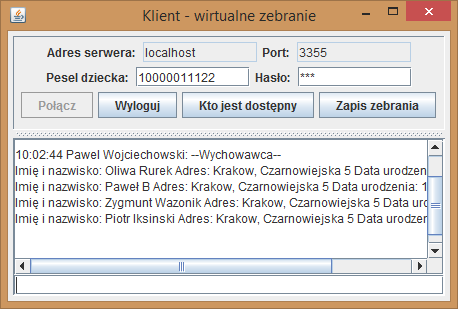 Klient - wirtualne zebranie
Adres serwera: localhost Port: 3355
Pesel dziecka: 10000011122 Hasło: ***
Połącz Wyloguj Kto jest dostępny Zapis zebrania
10:02:44 Pawel Wojciechowski: --Wychowawca--
Imię i nazwisko: Oliwa Rurek Adres: Krakow, Czarnowiejska 5 Data urodzen
Imię i nazwisko: Paweł B Adres: Krakow, Czarnowiejska 5 Data urodzenia: 1
Imię i nazwisko: Zygmunt Wazonik Adres: Krakow, Czarnowiejska 5 Data uro
Imię i nazwisko: Piotr Iksinski Adres: Krakow, Czarnowiejska 5 Data urodzer